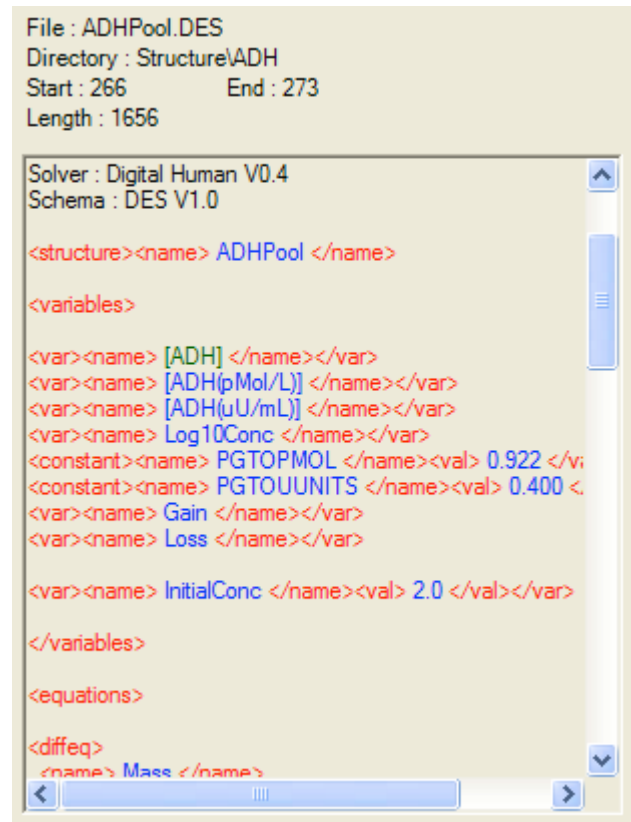 File : ADHPool.DES
Directory : Structure\ADH
Start : 266 End : 273
Length : 1656
Solver : Digital Human V0.4
Schema : DES V1.0
<structure><name> ADHPool </name>
<variables>
<var><name> [ADH] </name></var>
<var><name> [ADH(pMol/L)] </name></var>
<var><name> [ADH(uU/mL)] </name></var>
<var><name> Log10Conc </name></var>
<constant><name> PGTOPMOL </name><val> 0.922 </v
<constant><name> PGTOUUNITS </name><val> 0.400 <
<var><name> Gain </name></var>
<var><name> Loss </name></var>
<var><name> InitialConc </name><val> 2.0 </val></var>
</variables>
<equations>
<diffeq>
<name> Mass </name>